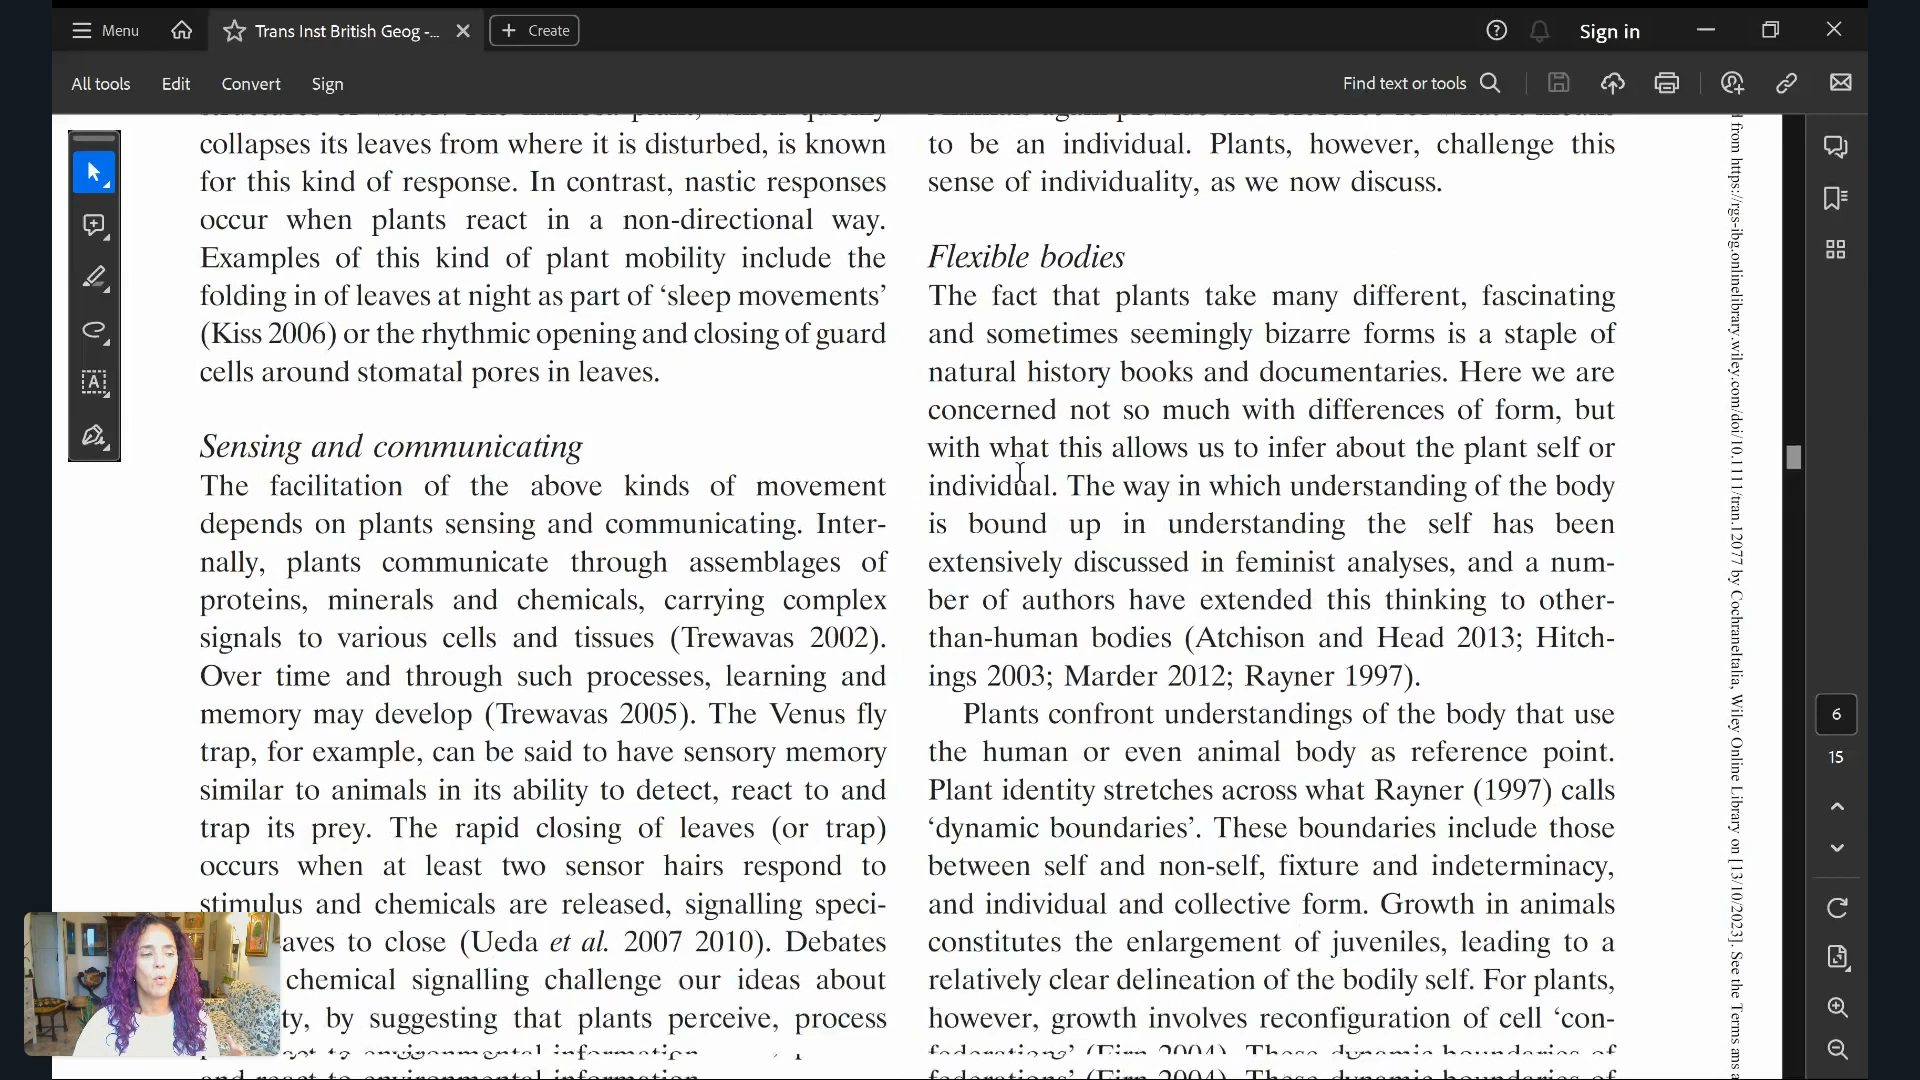 Menu
Trans Inst British Geog -...
Create
Sign in
All tools
Edit
Convert
Sign
Find text or tools
collapses its leaves from where it is disturbed, is known
for this kind of response. In contrast, nastic responses
occur when plants react in a non-directional way.
Examples of this kind of plant mobility include the
folding in of leaves at night as part of ‘sleep movements’
(Kiss 2006) or the rhythmic opening and closing of guard
cells around stomatal pores in leaves.
Sensing and communicating
The facilitation of the above kinds of movement
depends on plants sensing and communicating. Inter-
nally, plants communicate through assemblages of
proteins, minerals and chemicals, carrying complex
signals to various cells and tissues (Trewavas 2002).
Over time and through such processes, learning and
memory may develop (Trewavas 2005). The Venus fly
trap, for example, can be said to have sensory memory
similar to animals in its ability to detect, react to and
trap its prey. The rapid closing of leaves (or trap)
occurs when at least two sensor hairs respond to
stimulus and chemicals are released, signalling speci-
aves to close (Ueda et al. 2007 2010). Debates
chemical signalling challenge our ideas about
ty, by suggesting that plants perceive, process
and react to environmental information
to be an individual. Plants, however, challenge this
sense of individuality, as we now discuss.
Flexible bodies
The fact that plants take many different, fascinating
and sometimes seemingly bizarre forms is a staple of
natural history books and documentaries. Here we are
concerned not so much with differences of form, but
with what this allows us to infer about the plant self or
individual. The way in which understanding of the body
is bound up in understanding the self has been
extensively discussed in feminist analyses, and a num-
ber of authors have extended this thinking to other-
than-human bodies (Atchison and Head 2013; Hitch-
ings 2003; Marder 2012; Rayner 1997).
Plants confront understandings of the body that use
the human or even animal body as reference point.
Plant identity stretches across what Rayner (1997) calls
‘dynamic boundaries’. These boundaries include those
between self and non-self, fixture and indeterminacy,
and individual and collective form. Growth in animals
constitutes the enlargement of juveniles, leading to a
relatively clear delineation of the bodily self. For plants,
however, growth involves reconfiguration of cell ‘con-
federations’ (Firn 2004). These dynamic boundaries of
from https://rgs-ibg.onlinelibrary.wiley.com/doi/10.1111/tran.12077 by CochraneItalia, Wiley Online Library on [13/10/2023]. See the Terms
6
15